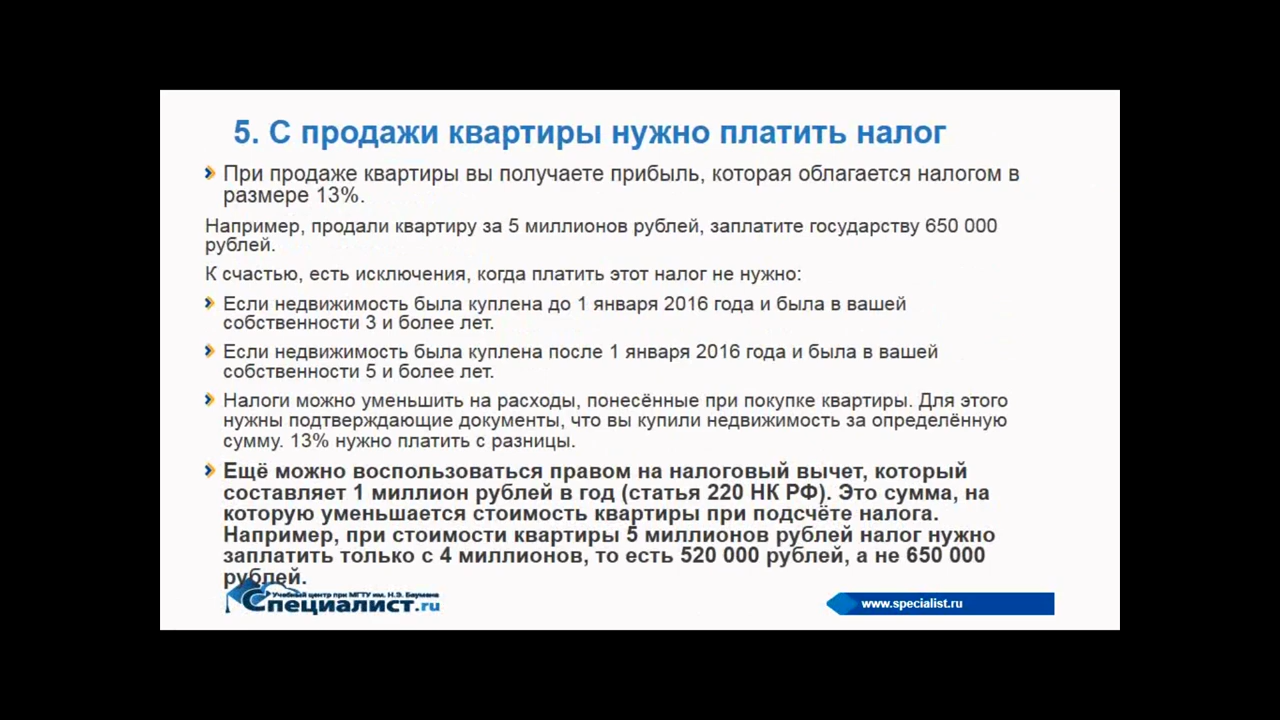 5. С продажи квартиры нужно платить налог
При продаже квартиры вы получаете прибыль, которая облагается налогом в
размере 13%.
Например, продали квартиру за 5 миллионов рублей, заплатите государству 650 000
рублей.
К счастью, есть исключения, когда платить этот налог не нужно:
Если недвижимость была куплена до 1 января 2016 года и была в вашей
собственности 3 и более лет.
Если недвижимость была куплена после 1 января 2016 года и была в вашей
собственности 5 и более лет.
Налоги можно уменьшить на расходы, понесённые при покупке квартиры. Для этого
нужны подтверждающие документы, что вы купили недвижимость за определённую
сумму. 13% нужно платить с разницы.
Ещё можно воспользоваться правом на налоговый вычет, который
составляет 1 миллион рублей в год (статья 220 НК РФ). Это сумма, на
которую уменьшается стоимость квартиры при подсчёте налога.
Например, при стоимости квартиры 5 миллионов рублей налог нужно
заплатить только с 4 миллионов, то есть 520 000 рублей, а не 650 000
рублей.
Учебный центр при МГТУ им. Н.Э. Баумана
Специалист.ru
www.specialist.ru